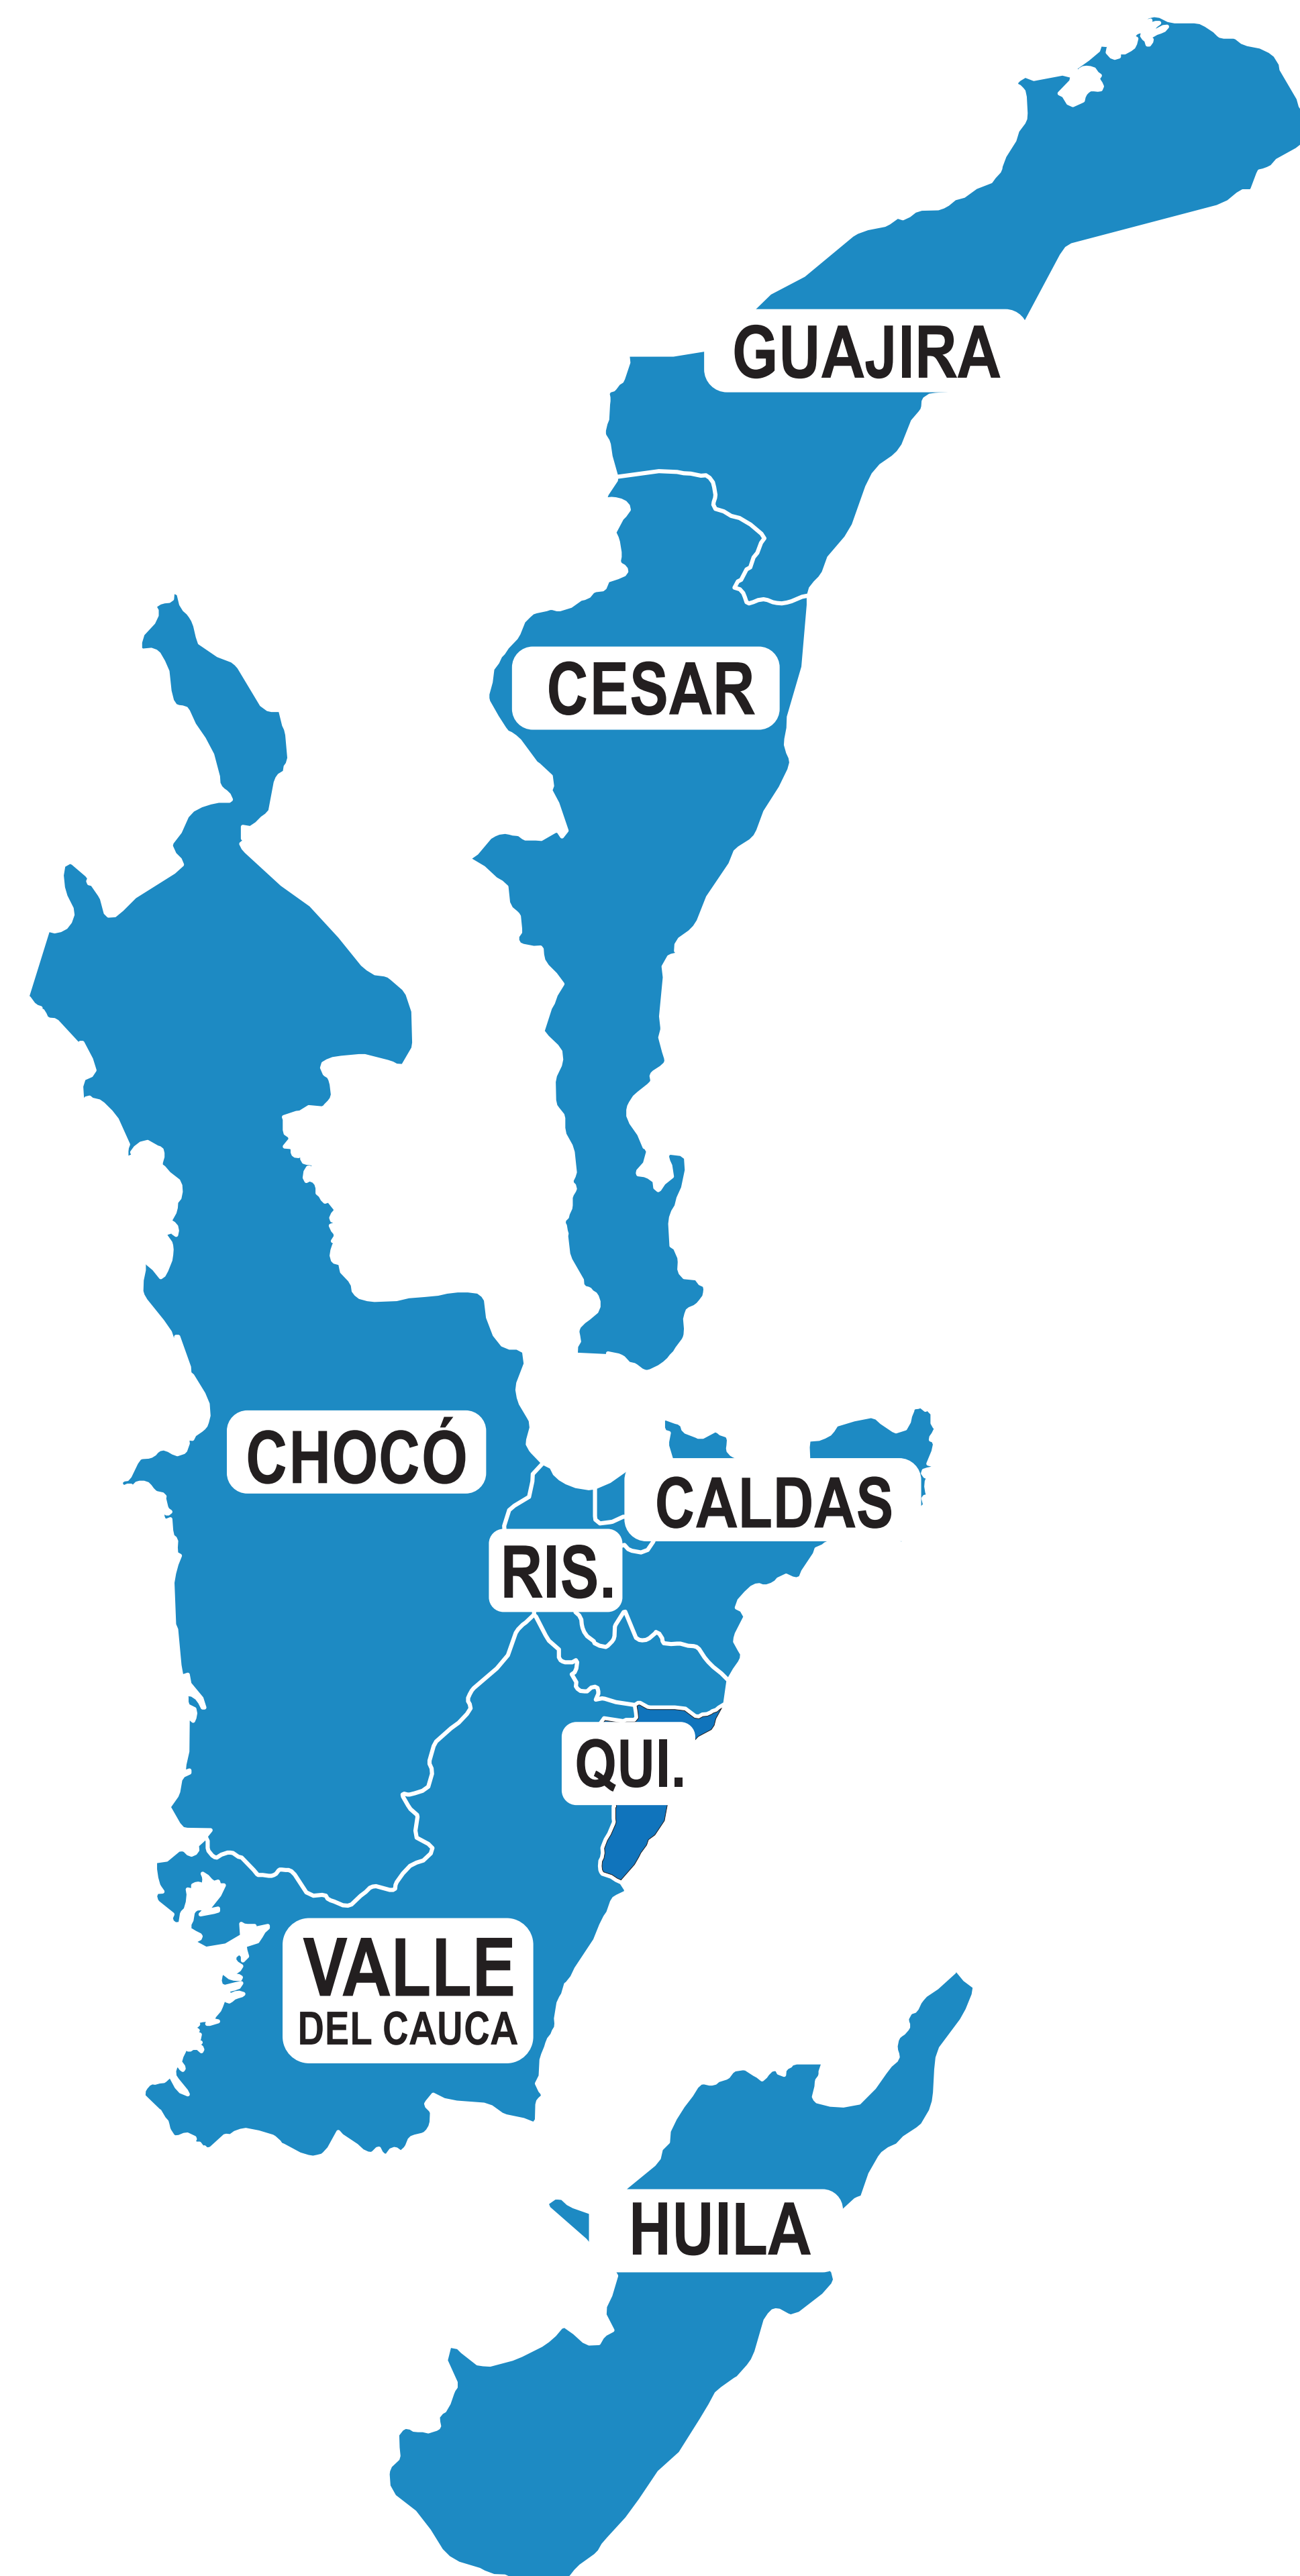 GUAJIRA
CESAR
CHOCÓ
CALDAS
RIS.
QUI.
VALLE
DEL CAUCA
HUILA